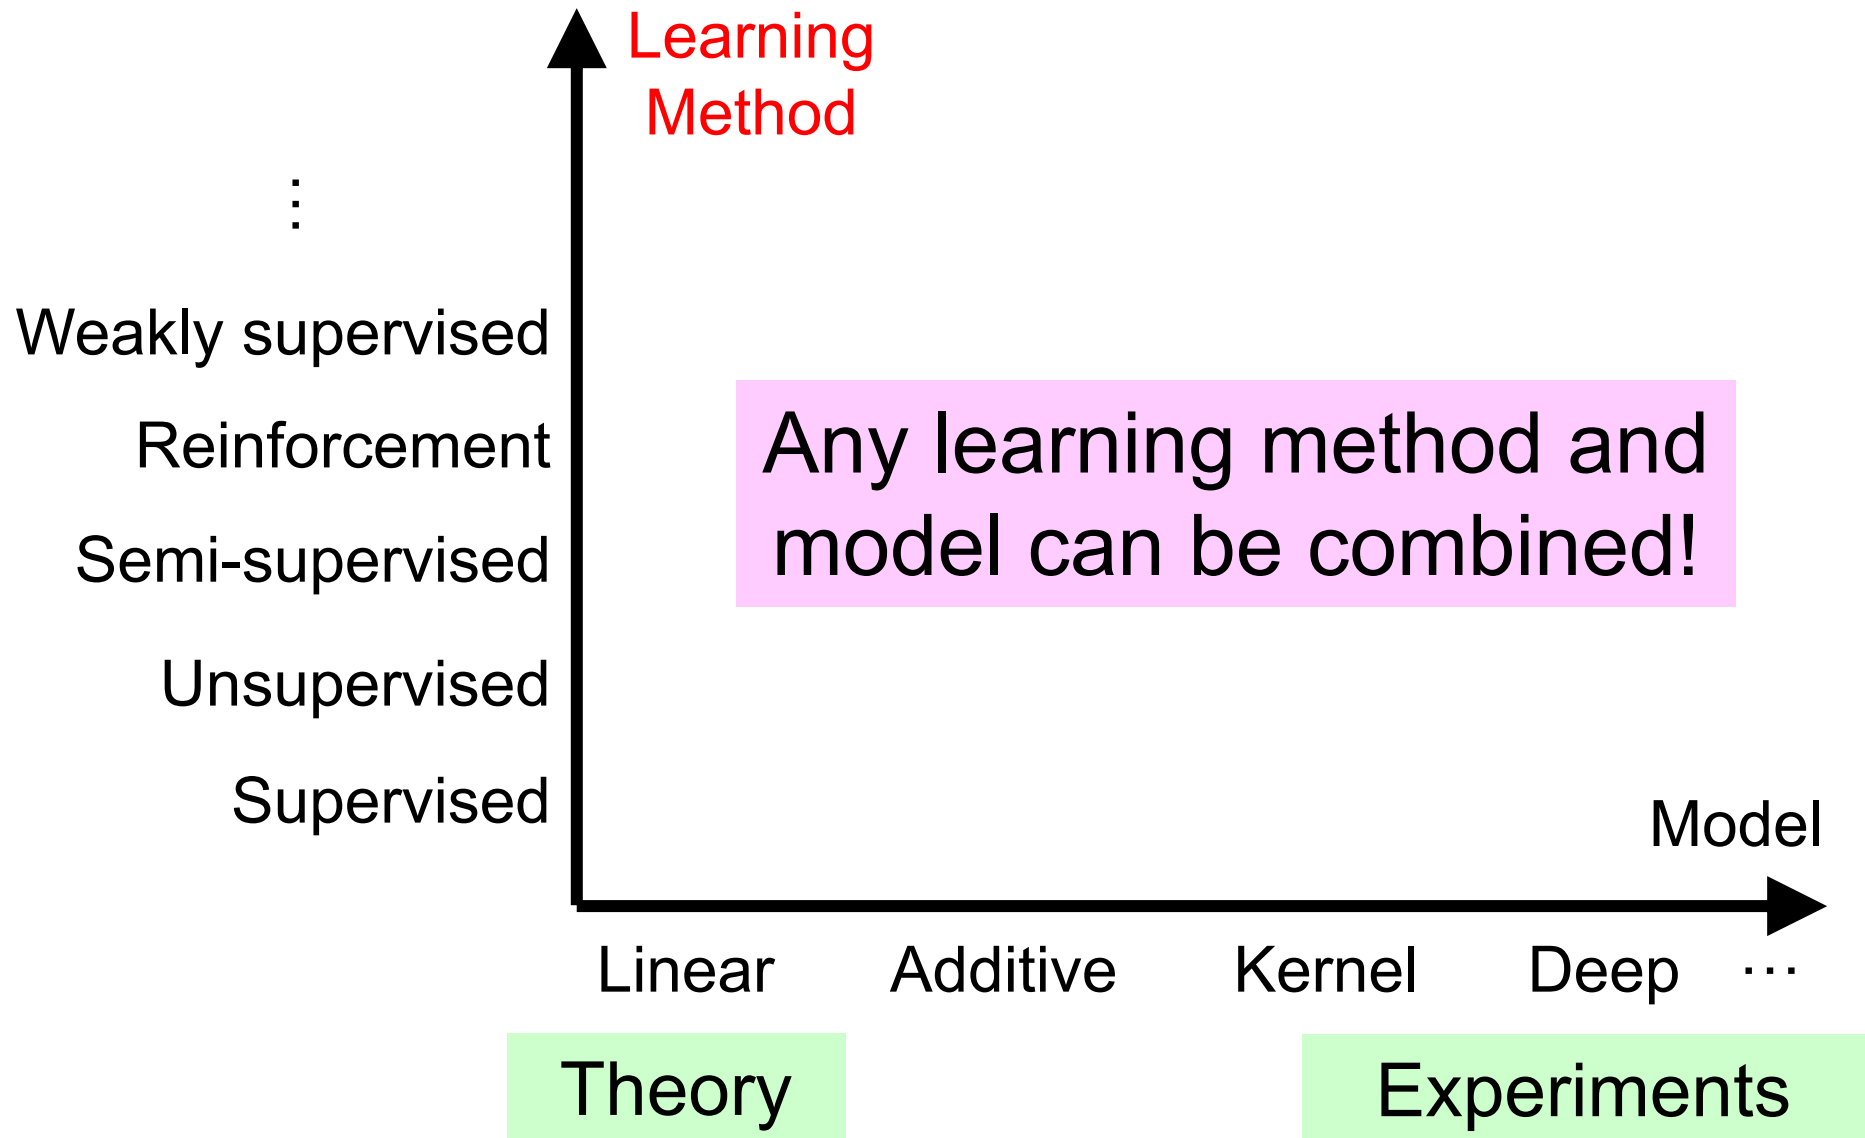 Learning
Method
⋮
Weakly supervised
Reinforcement
Semi-supervised
Unsupervised
Supervised
Any learning method and
model can be combined!
Model
Linear Additive Kernel Deep ⋯
Theory Experiments